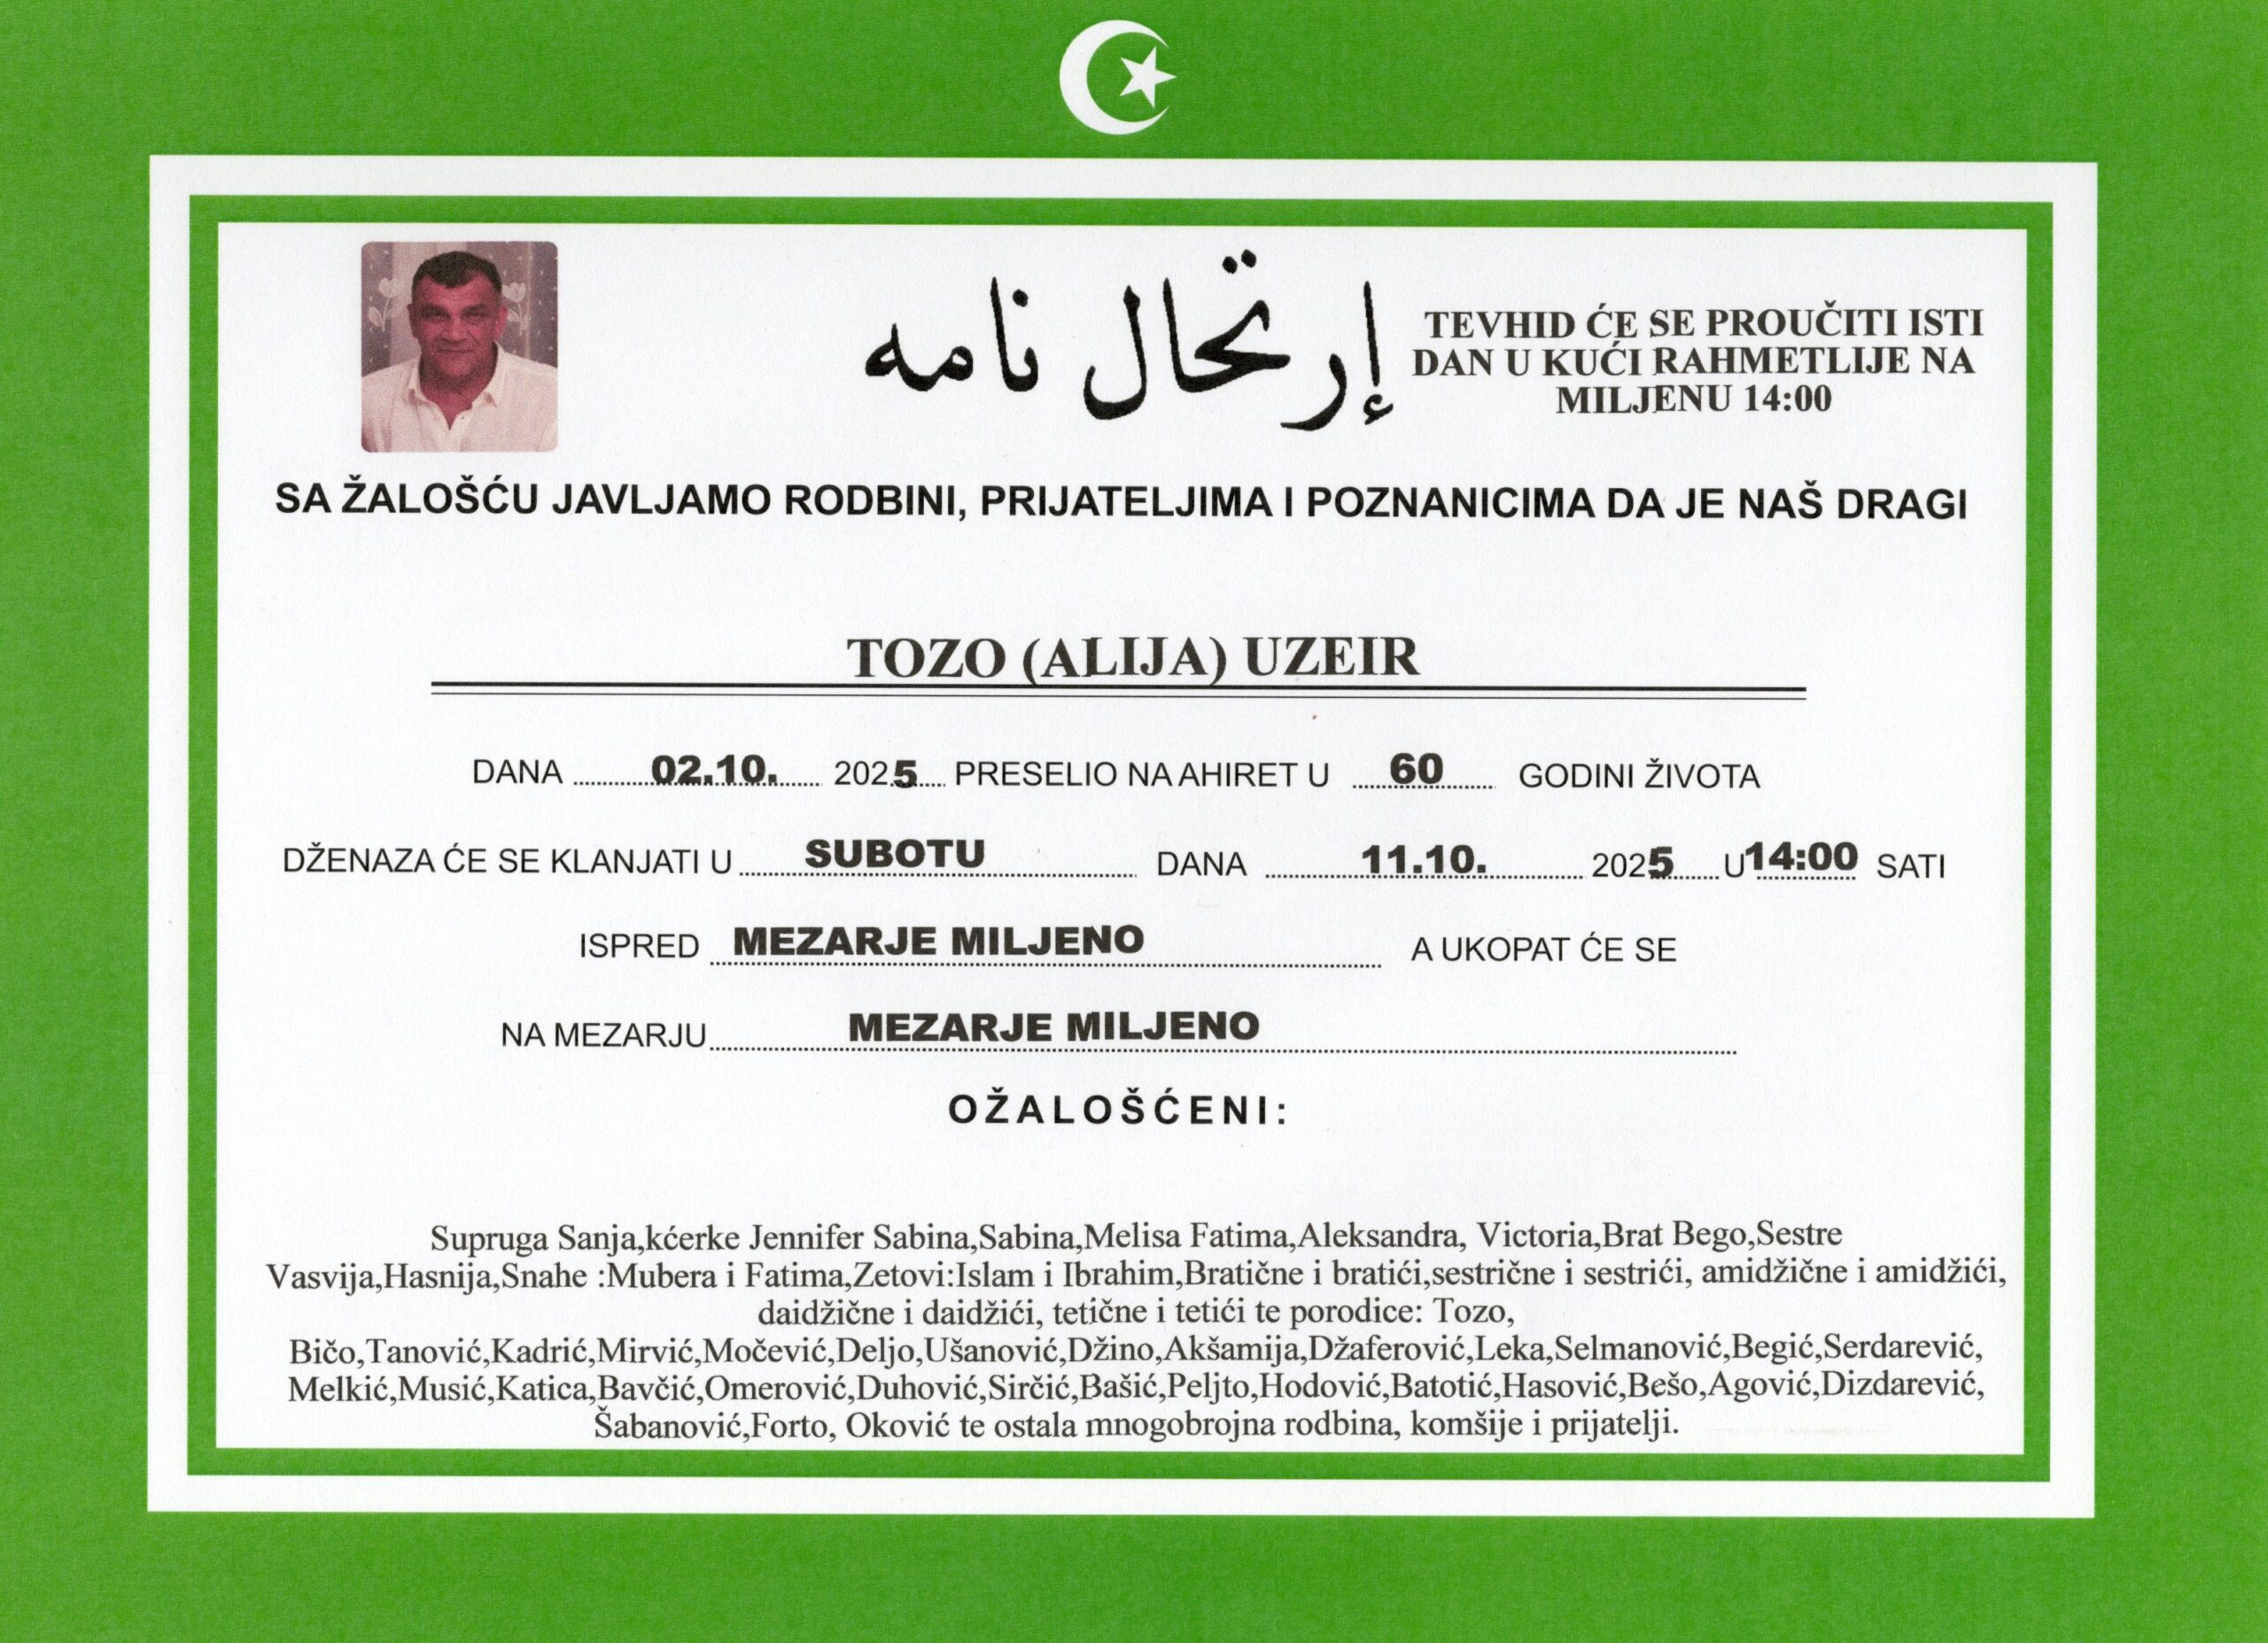 إرتحال نامه
TEVHID ĆE SE PROUČITI ISTI
DAN U KUĆI RAHMETLIJE NA
MILJENU 14:00
SA ŽALOŠĆU JAVLJAMO RODBINI, PRIJATELJIMA I POZNANICIMA DA JE NAŠ DRAGI
TOZO (ALIJA) UZEIR
DANA 02.10. 2025 PRESELIO NA AHIRET U 60 GODINI ŽIVOTA
DŽENAZA ĆE SE KLANJATI U SUBOTU DANA 11.10. 2025 U 14:00 SATI
ISPRED MEZARJE MILJENO A UKOPAT ĆE SE
NA MEZARJU MEZARJE MILJENO
OŽALOŠĆENI:
Supruga Sanja,kćerke Jennifer Sabina,Sabina,Melisa Fatima,Aleksandra, Victoria,Brat Bego,Sestre
Vasvija,Hasnija,Snahe :Mubera i Fatima,Zetovi:Islam i Ibrahim,Bratične i bratići,sestrične i sestrići, amidžične i amidžići,
daidžične i daidžići, tetične i tetići te porodice: Tozo,
Bičo,Tanović,Kadrić,Mirvić,Močević,Deljo,Ušanović,Džino,Akšamija,Džaferović,Leka,Selmanović,Begić,Serdarević,
Melkić,Musić,Katica,Bavčić,Omerović,Duhović,Sirčić,Bašić,Peljto,Hodović,Batotić,Hasović,Bešo,Agović,Dizdarević,
Šabanović,Forto, Oković te ostala mnogobrojna rodbina, komšije i prijatelji.